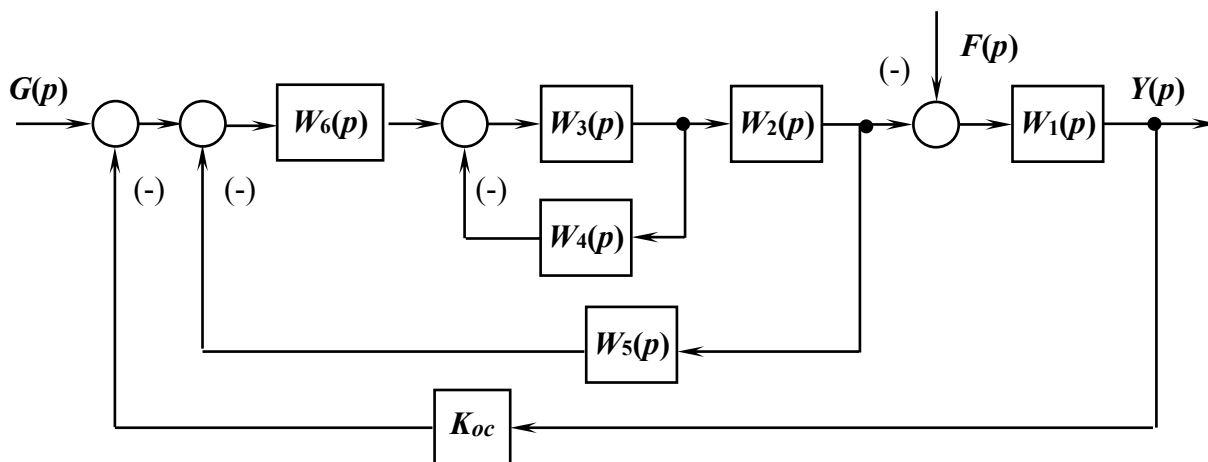 G(p)
W6(p)
W3(p)
W2(p)
(-)
F(p)
W1(p)
Y(p)
(-)
(-)
(-)
W4(p)
W5(p)
Koc